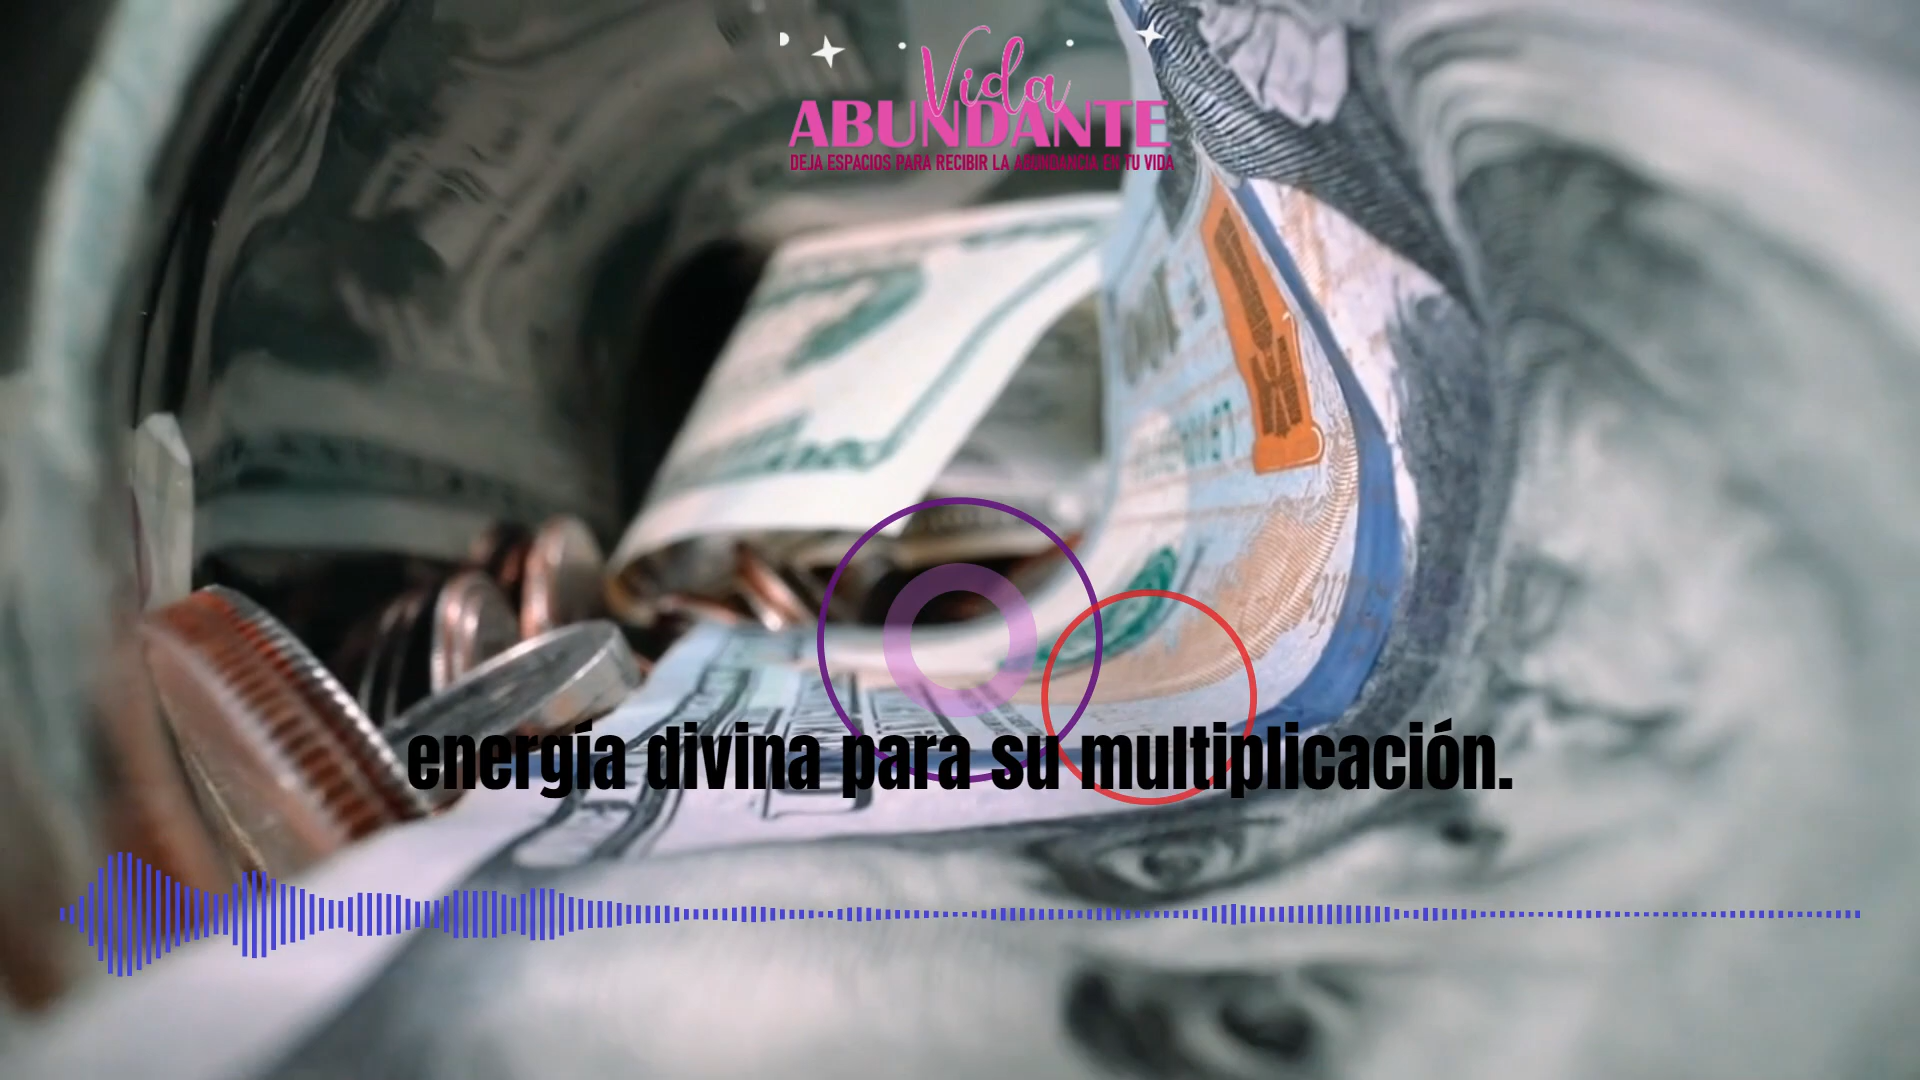 Vida
ABUNDANTE
DEJA ESPACIOS PARA RECIBIR LA ABUNDANCIA EN TU VIDA
energía divina para su multiplicación.